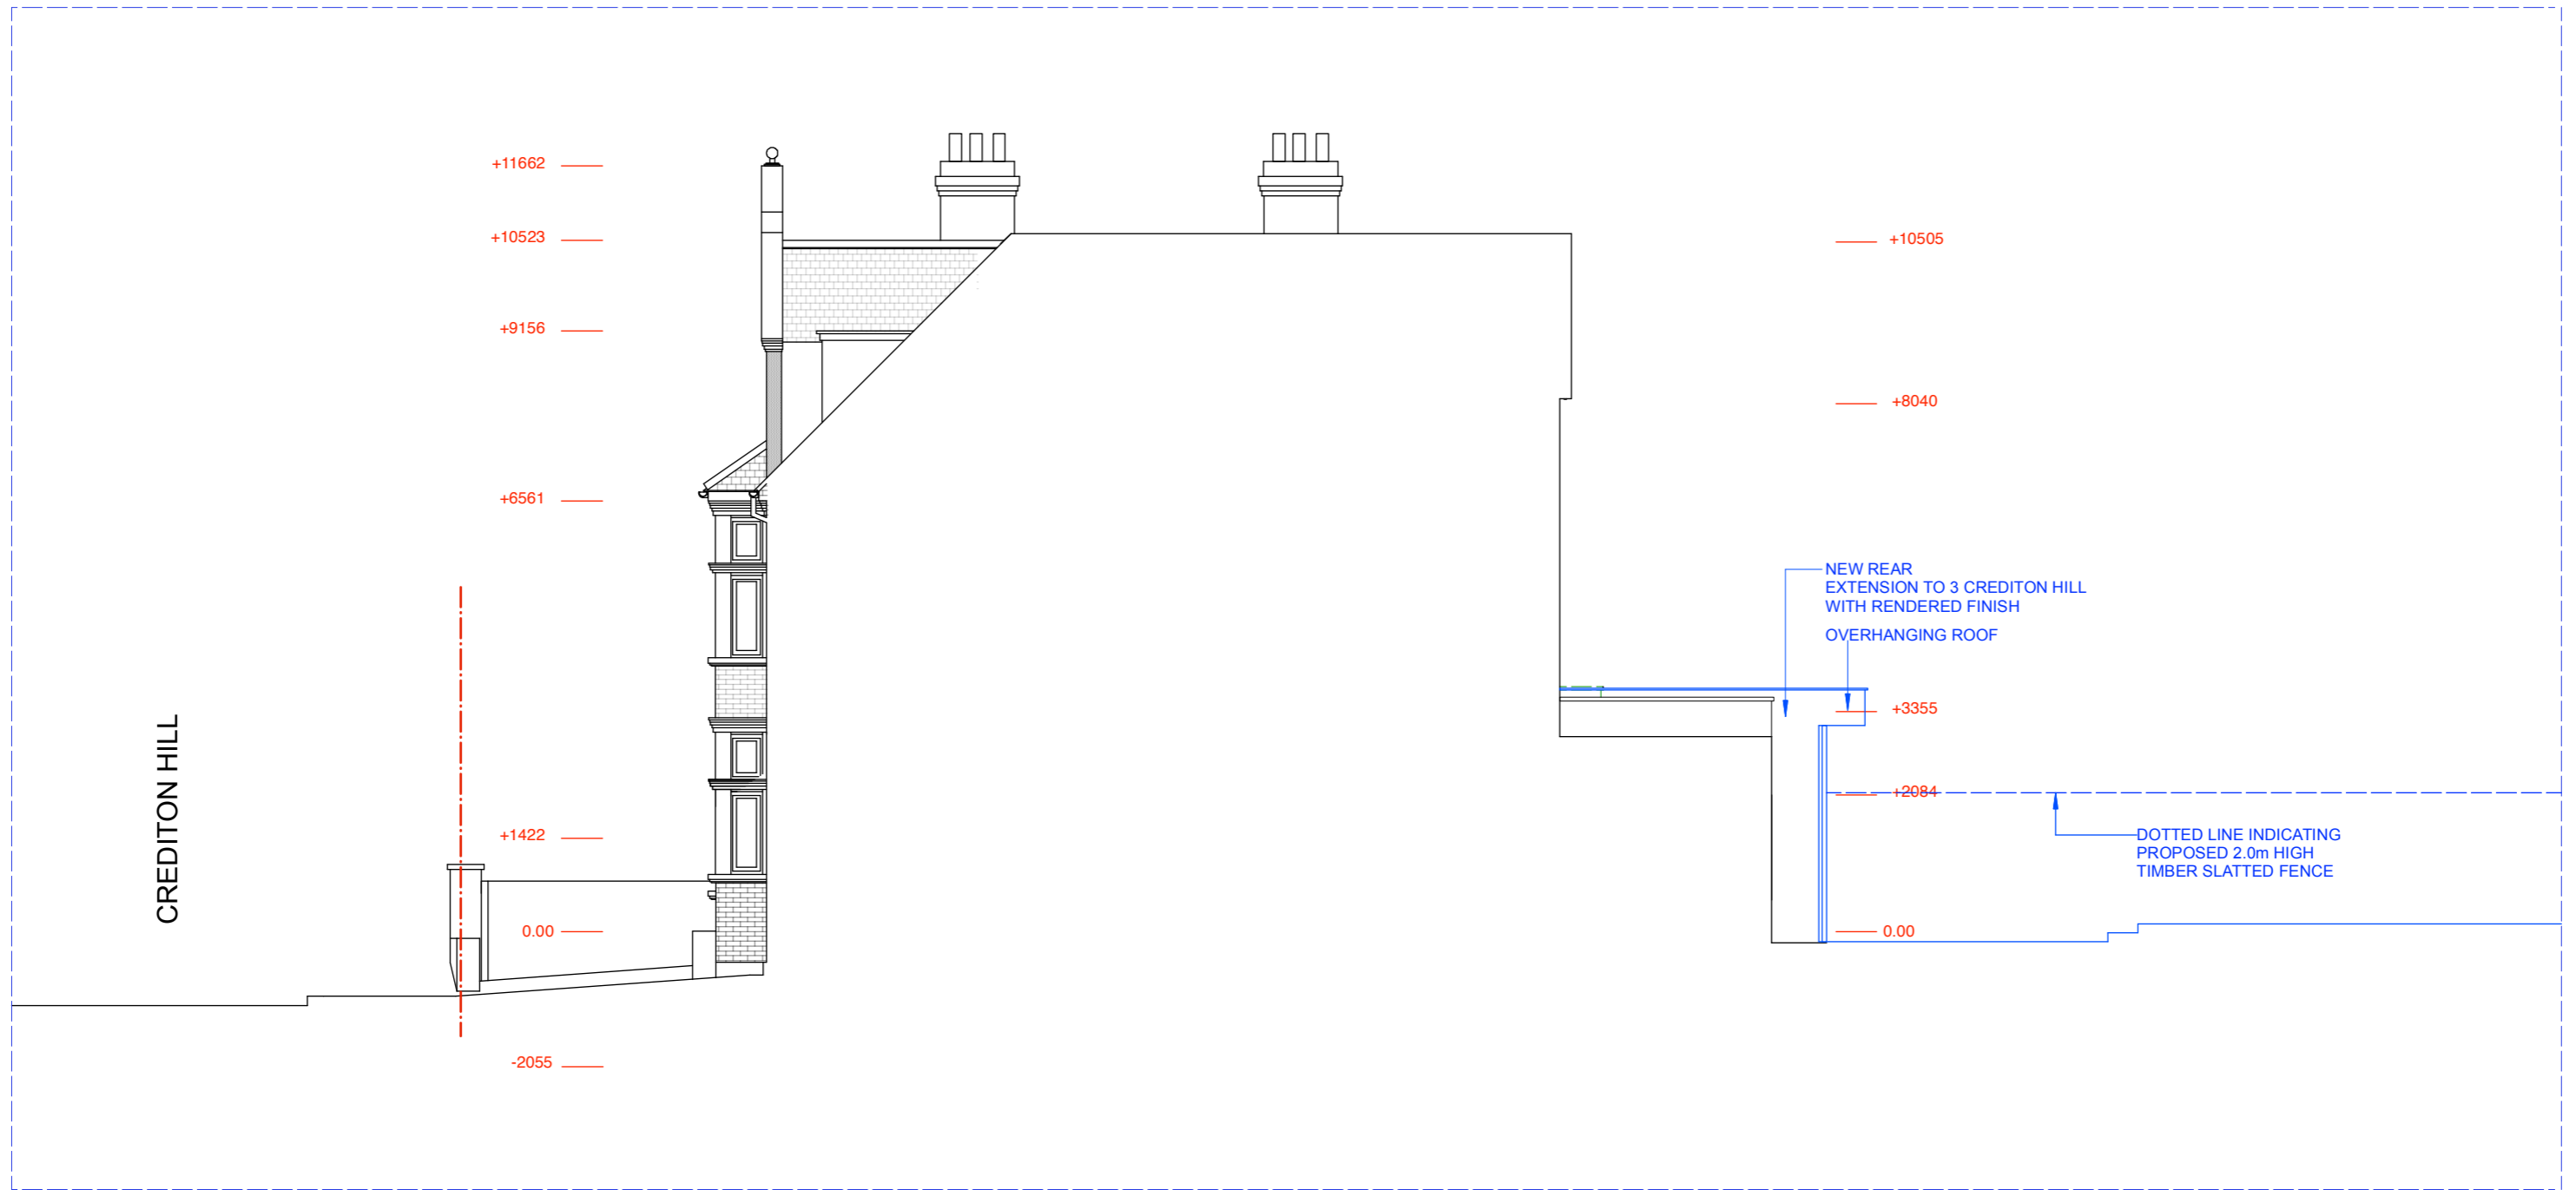 +11662
+10523
+10505
+9156
+8040
+6561
NEW REAR
EXTENSION TO 3 CREDITON HILL
WITH RENDERED FINISH
OVERHANGING ROOF
+3355
CREDITON HILL
+2084
+1422
DOTTED LINE INDICATING
PROPOSED 2.0m HIGH
TIMBER SLATTED FENCE
0.00
0.00
-2055